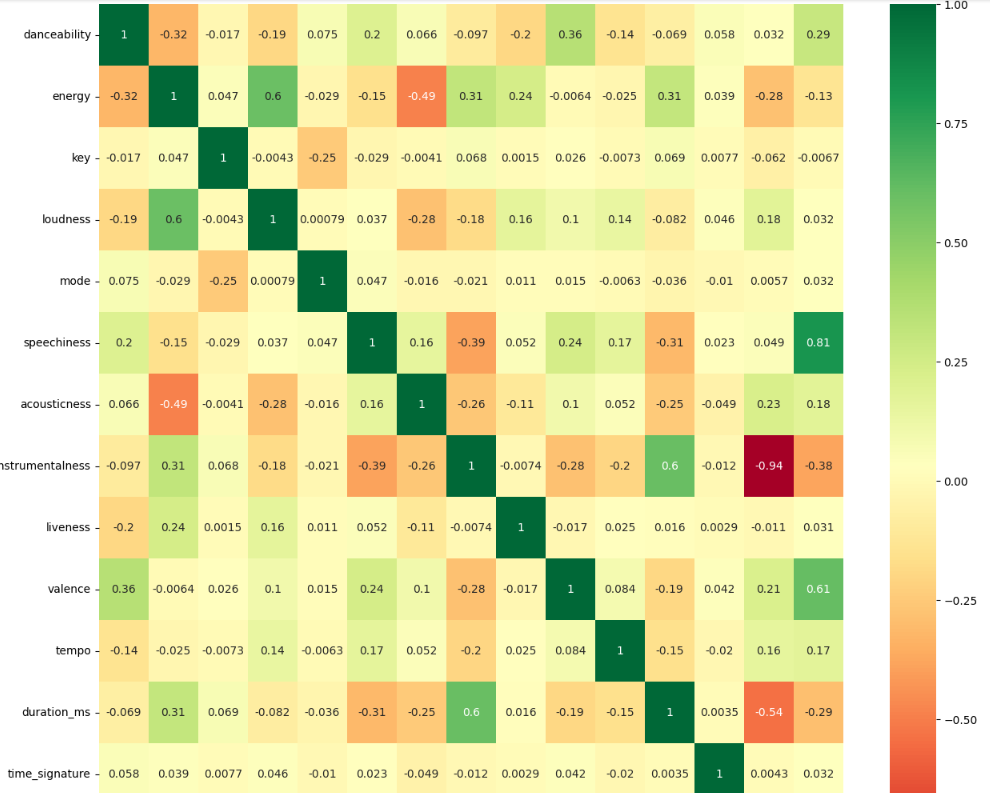 danceability 1 -0.32 -0.017 -0.19 0.075 0.2 0.066 -0.097 -0.2 0.36 -0.14 -0.069 0.058 0.032 0.29
energy -0.32 1 0.047 0.6 -0.029 -0.15 -0.49 0.31 0.24 -0.0064 -0.025 0.31 0.039 -0.28 -0.13
key -0.017 0.047 1 -0.0043 -0.25 -0.029 -0.0041 0.068 0.0015 0.026 -0.0073 0.069 0.0077 -0.062 -0.0067
loudness -0.19 0.6 -0.0043 1 0.00079 0.037 -0.28 -0.18 0.16 0.1 0.14 -0.082 0.046 0.18 0.032
mode 0.075 -0.029 -0.25 0.00079 1 0.047 -0.016 -0.021 0.011 0.015 -0.0063 -0.036 -0.01 0.0057 0.032
speechiness 0.2 -0.15 -0.029 0.037 0.047 1 0.16 -0.39 0.052 0.24 0.17 -0.31 0.023 0.049 0.81
acousticness 0.066 -0.49 -0.0041 -0.28 -0.016 0.16 1 -0.26 -0.11 0.1 0.052 -0.25 -0.049 0.23 0.18
nstrumentalness -0.097 0.31 0.068 -0.18 -0.021 -0.39 -0.26 1 -0.0074 -0.28 -0.2 0.6 -0.012 -0.94 -0.38
liveness -0.2 0.24 0.0015 0.16 0.011 0.052 -0.11 -0.0074 1 -0.017 0.025 0.016 0.0029 -0.011 0.031
valence 0.36 -0.0064 0.026 0.1 0.015 0.24 0.1 -0.28 -0.017 1 0.084 -0.19 0.042 0.21 0.61
tempo -0.14 -0.025 -0.0073 0.14 -0.0063 0.17 0.052 -0.2 0.025 0.084 1 -0.15 -0.02 0.16 0.17
duration_ms -0.069 0.31 0.069 -0.082 -0.036 -0.31 -0.25 0.6 0.016 -0.19 -0.15 1 0.0035 -0.54 -0.29
time_signature 0.058 0.039 0.0077 0.046 -0.01 0.023 -0.049 -0.012 0.0029 0.042 -0.02 0.0035 1 0.0043 0.032
1.00
0.75
0.50
0.25
0.00
−0.25
−0.50